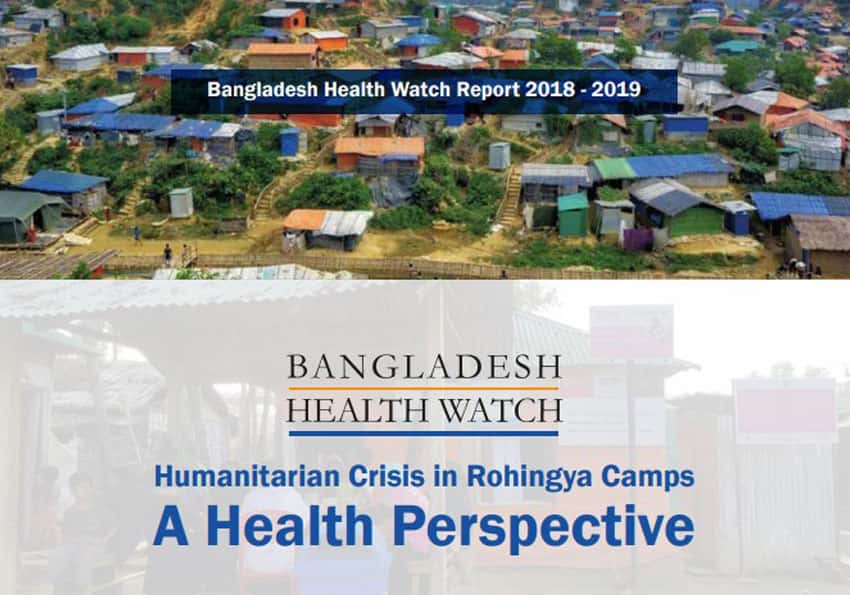 Bangladesh Health Watch Report 2018 - 2019
BANGLADESH
HEALTH WATCH
Humanitarian Crisis in Rohingya Camps
A Health Perspective